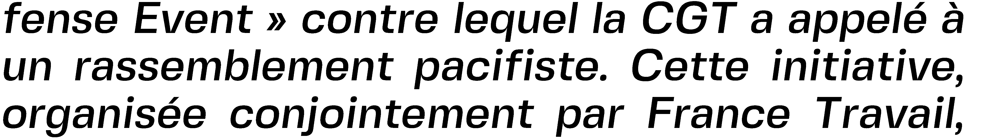 fense Event » contre lequel la CGT a appelé à
un rassemblement pacifiste. Cette initiative,
organisée conjointement par France Travail,